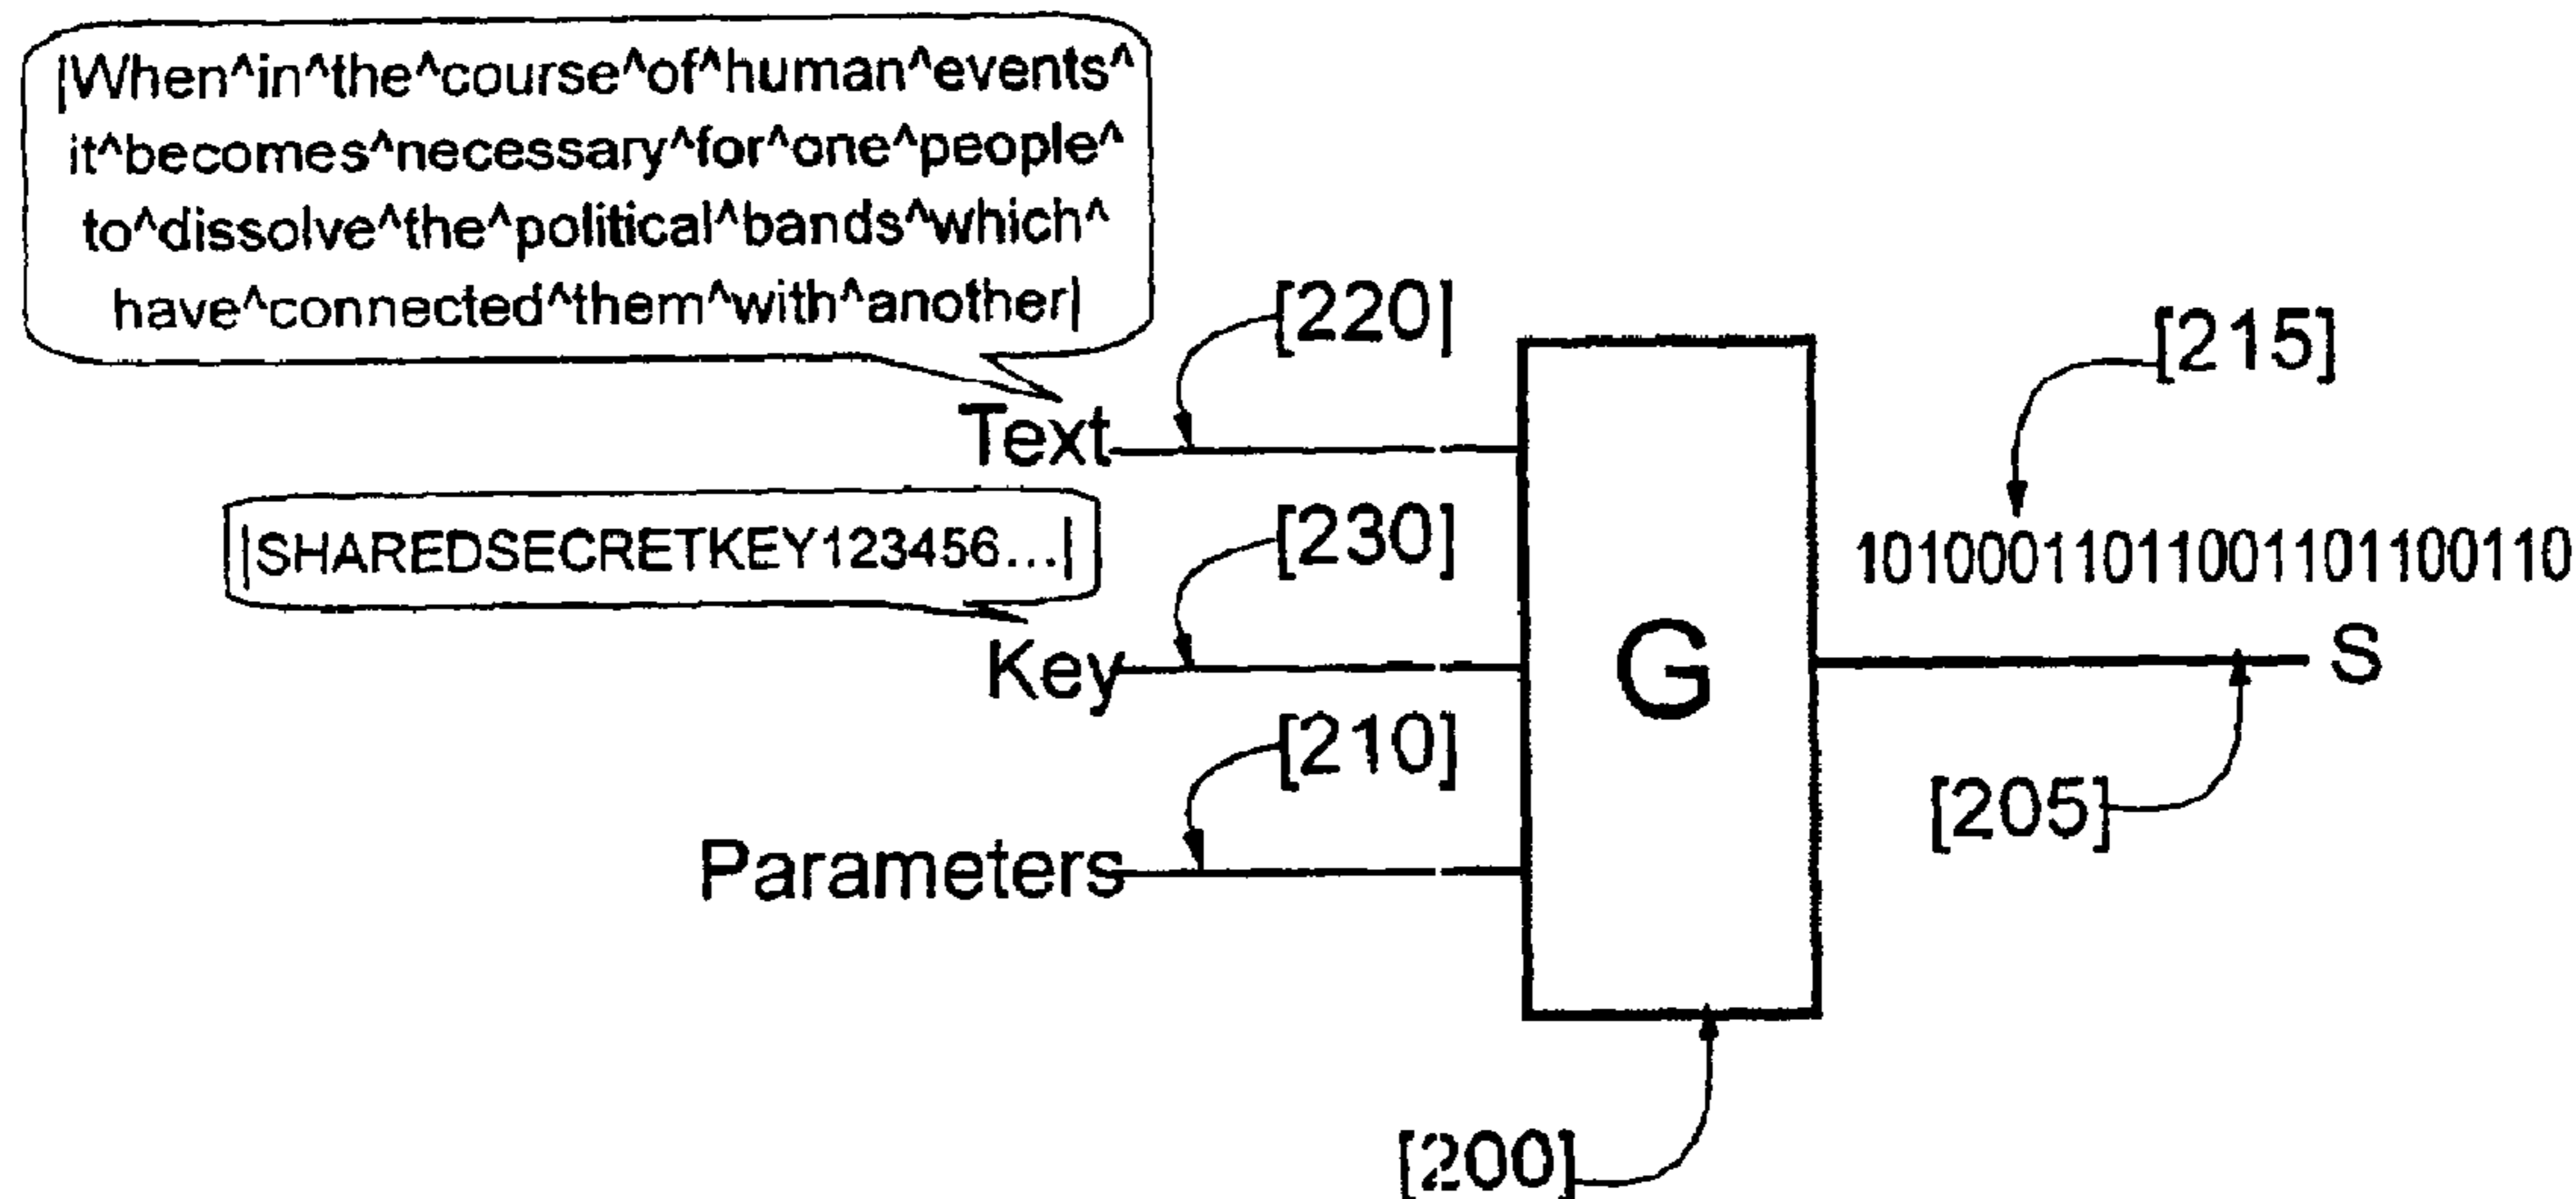 |When^in^the^course^of^human^events^
it^becomes^necessary^for^one^people^
to^dissolve^the^political^bands^which^
have^connected^them^with^another|
[220]
[215]
Text
|SHAREDSECRETKEY123456...|
[230]
101000110110011011100110
Key
G
S
[210]
[205]
Parameters
[200]